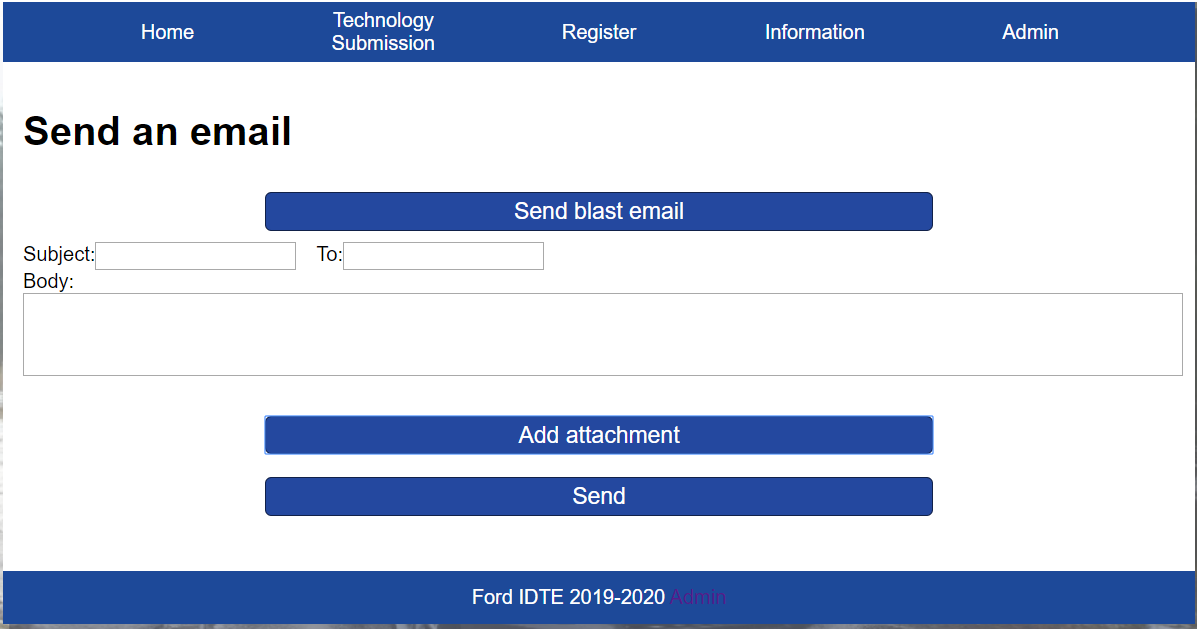 Home
Technology
Submission
Register
Information
Admin
Send an email
Send blast email
Subject:
To:
Body:
Add attachment
Send
Ford IDTE 2019-2020 Admin